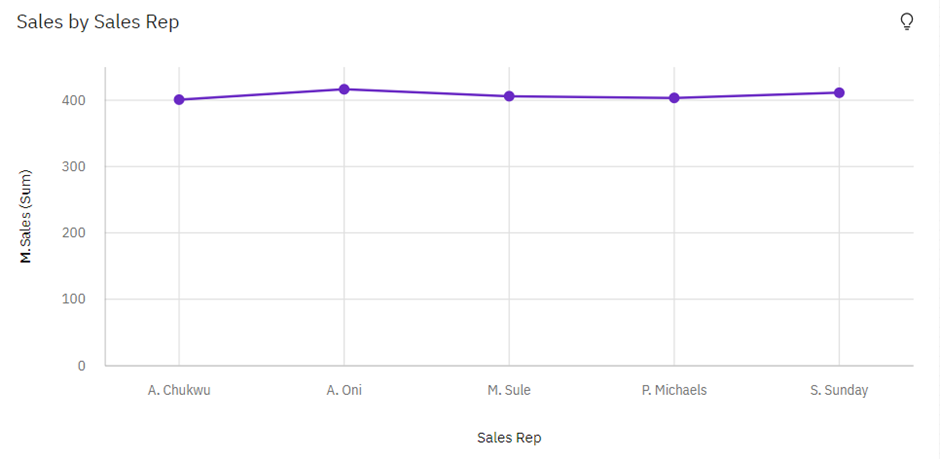 Sales by Sales Rep
M.Sales (Sum)
400
300
200
100
0
A. Chukwu A. Oni M. Sule P. Michaels S. Sunday
Sales Rep